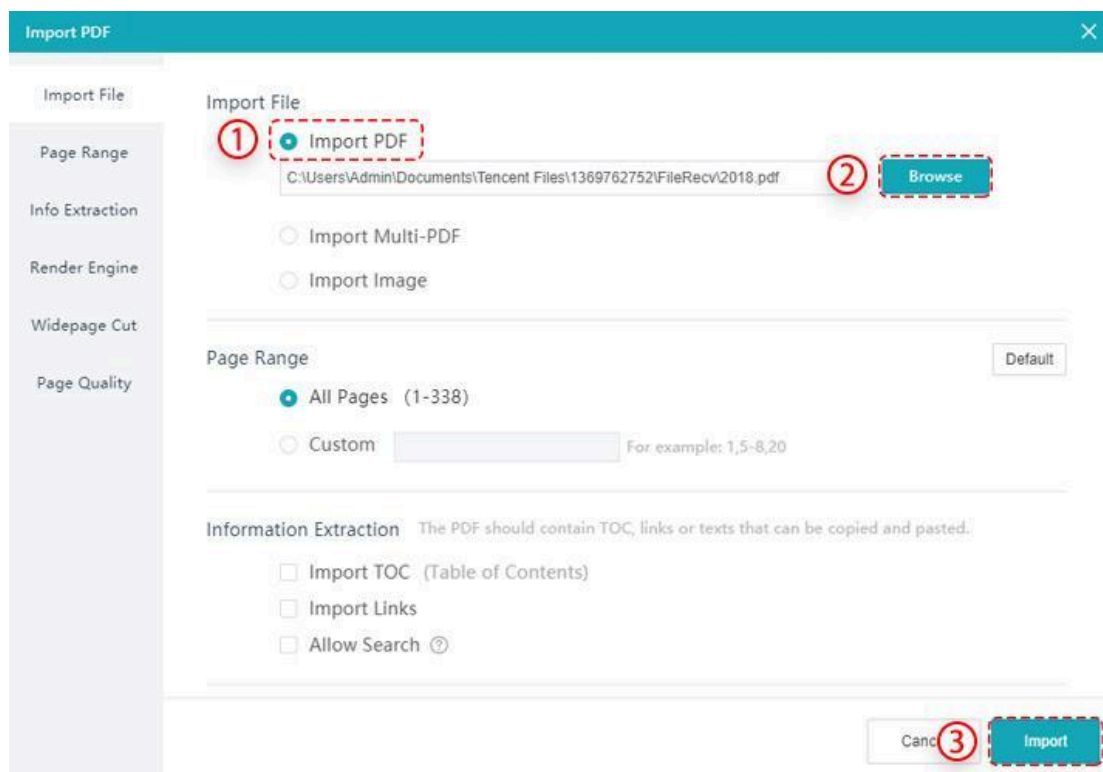 Import PDF
Import File
Page Range
Info Extraction
Render Engine
Widepage Cut
Page Quality
Import File
① Import PDF
C:\Users\Admin\Documents\Tencent Files\1369762752\FileRecv\2018.pdf ② Browse
Import Multi-PDF
Import Image
Page Range Default
All Pages (1-338)
Custom For example: 1,5-8,20
Information Extraction The PDF should contain TOC, links or texts that can be copied and pasted.
Import TOC (Table of Contents)
Import Links
Allow Search ?
Canc ③ Import